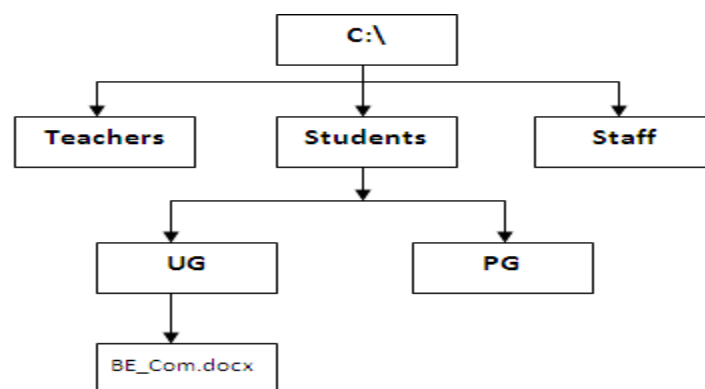 C:\
Teachers
Students
Staff
UG
PG
BE_Com.docx